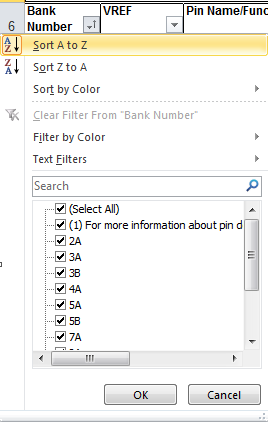 Bank Number VREF Pin Name/Func
6
Sort A to Z
Sort Z to A
Sort by Color
Clear Filter From "Bank Number"
Filter by Color
Text Filters
Search
(Select All)
(1) For more information about pin d
2A
3A
3B
4A
5A
5B
7A
OK Cancel